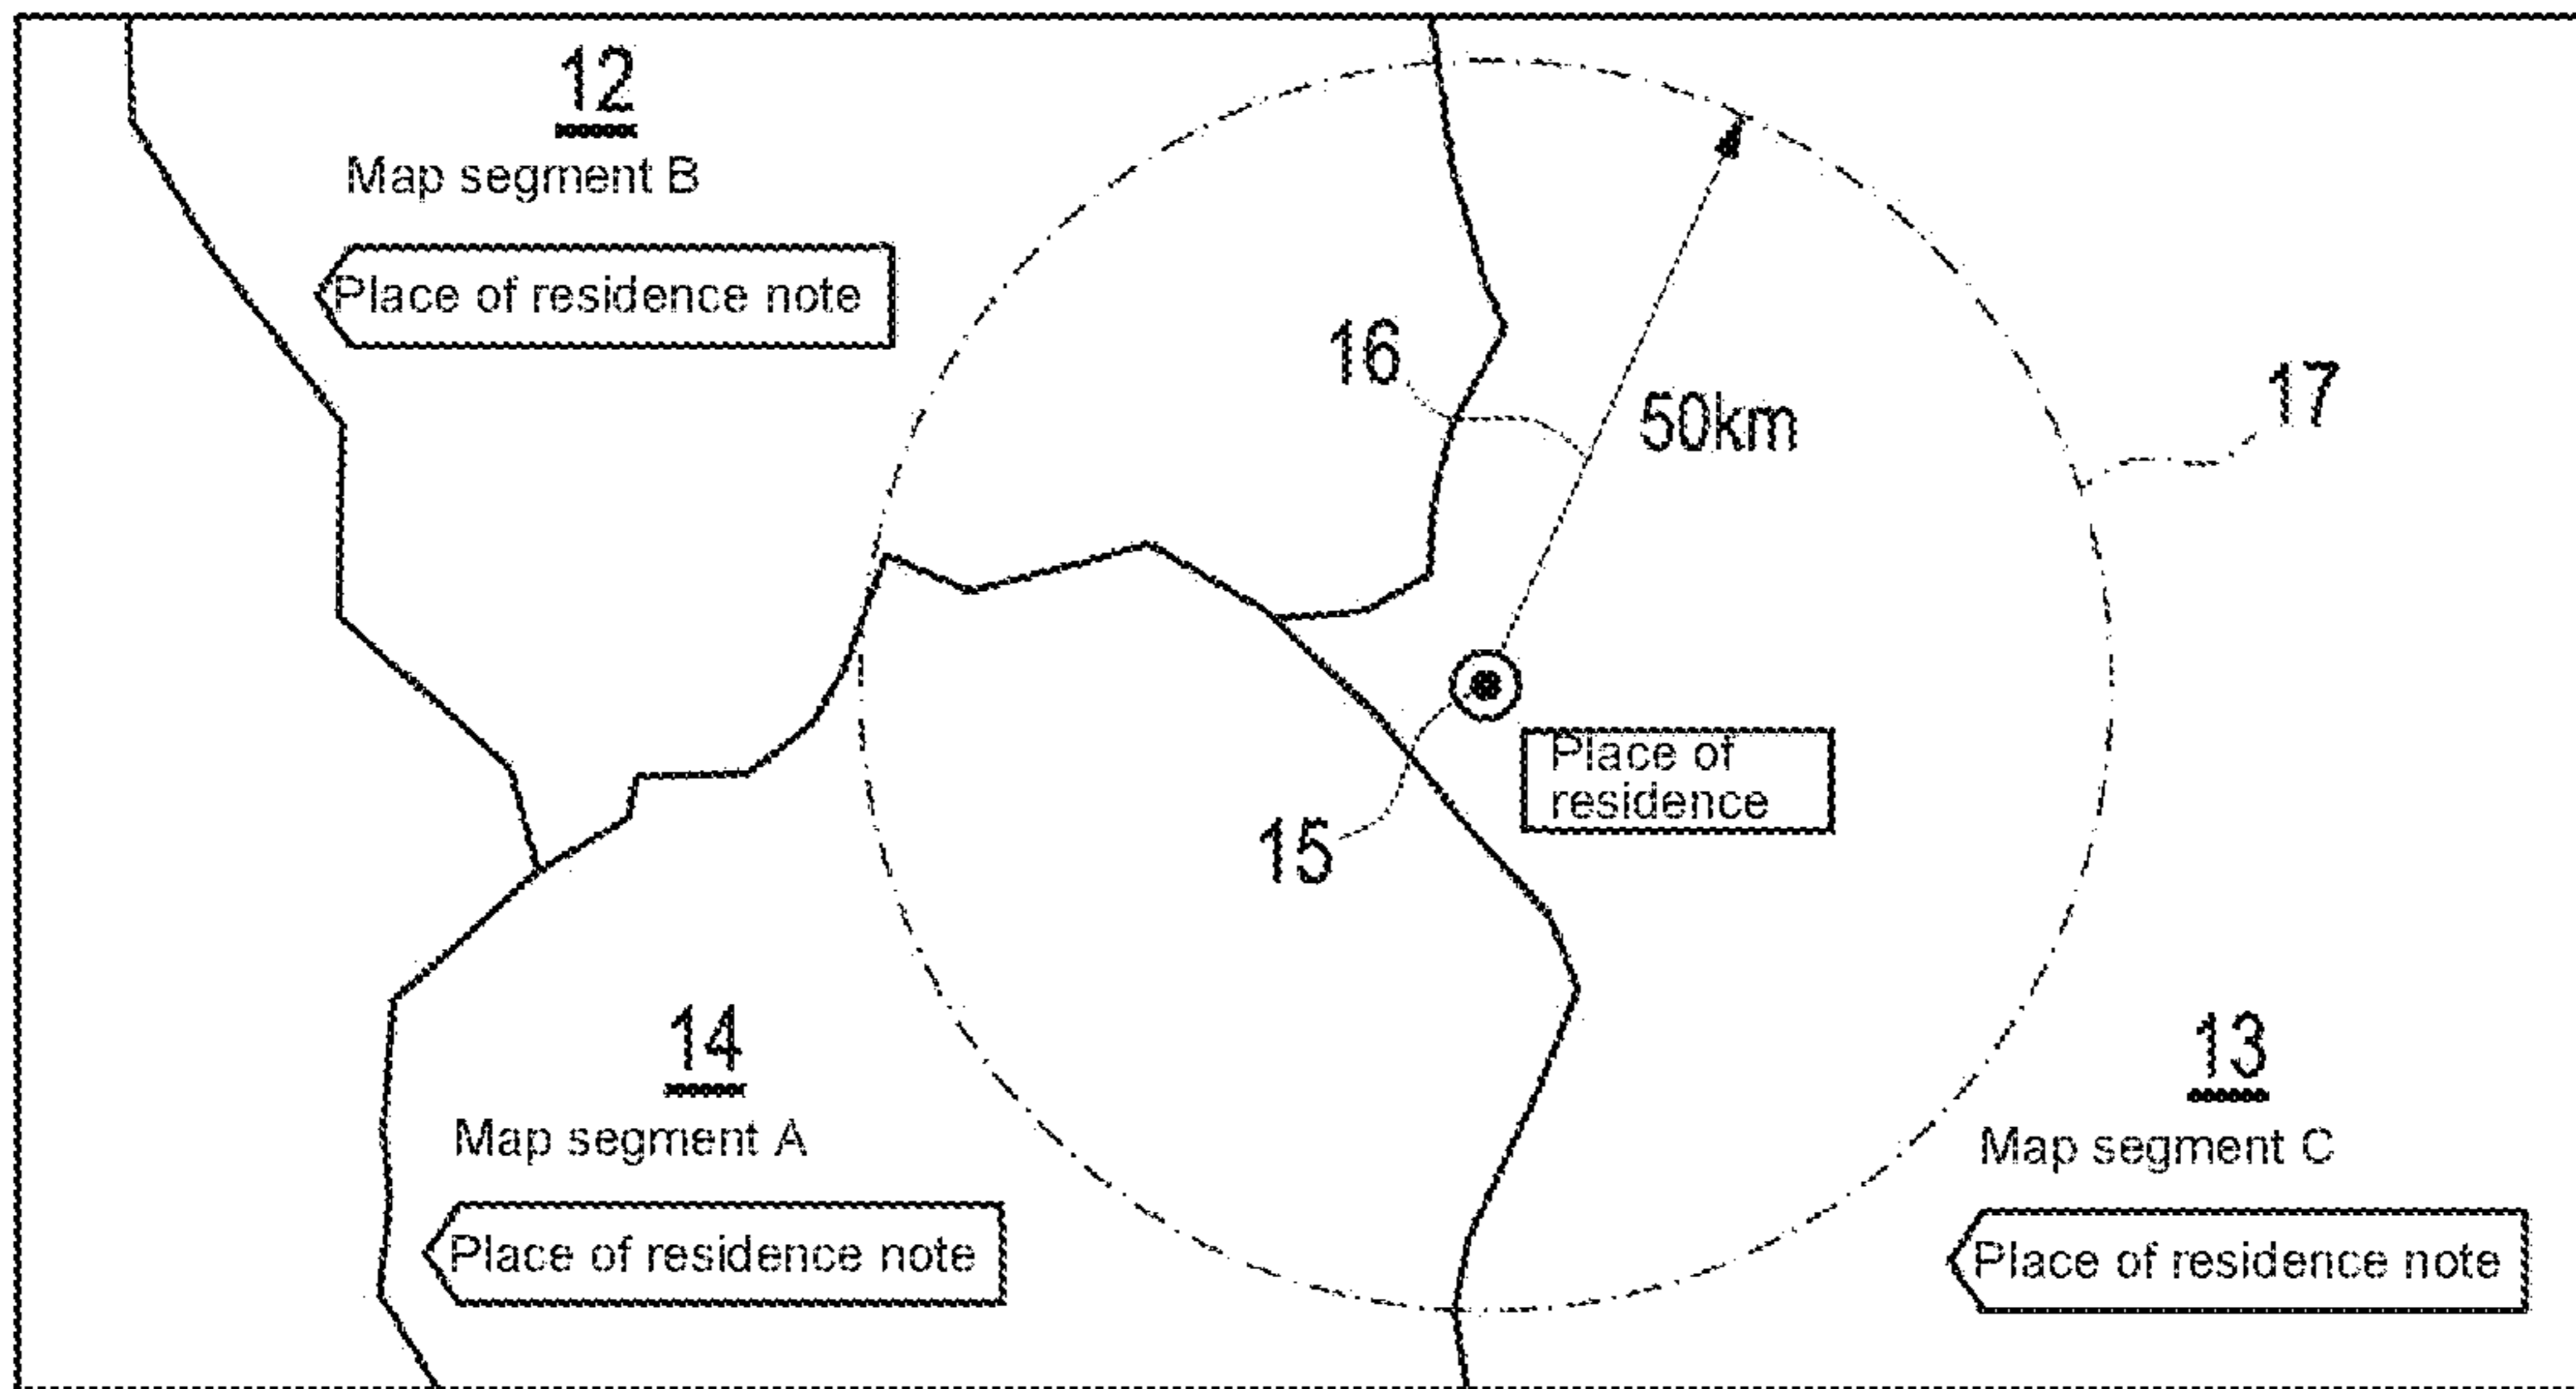 12
Map segment B
Place of residence note
16
50km
17
Place of
residence
15
14
Map segment A
Place of residence note
13
Map segment C
Place of residence note